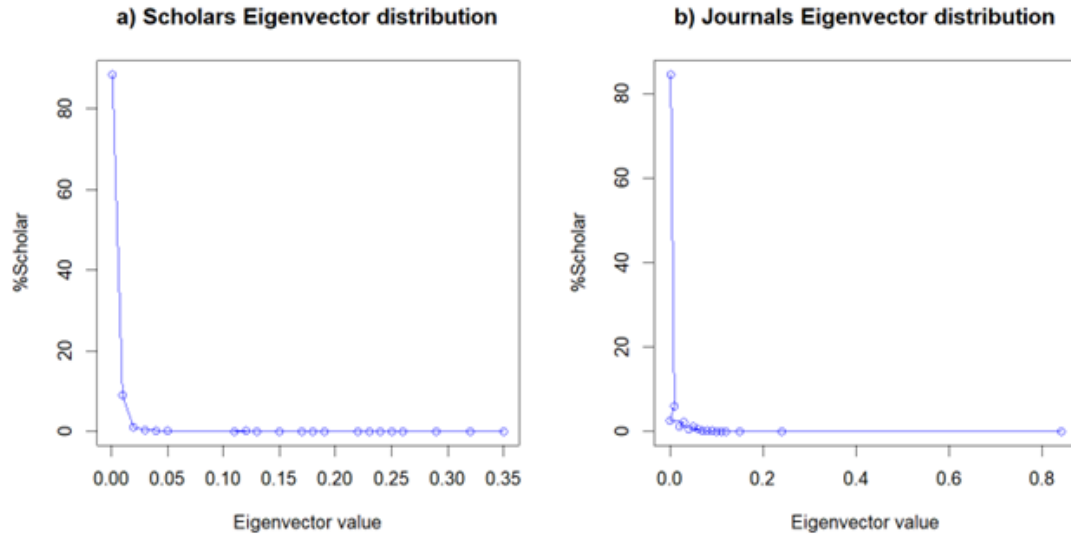 a) Scholars Eigenvector distribution
%Scholar
80
60
40
20
0
0.00 0.05 0.10 0.15 0.20 0.25 0.30 0.35
Eigenvector value
b) Journals Eigenvector distribution
%Scholar
80
60
40
20
0
0.0 0.2 0.4 0.6 0.8
Eigenvector value